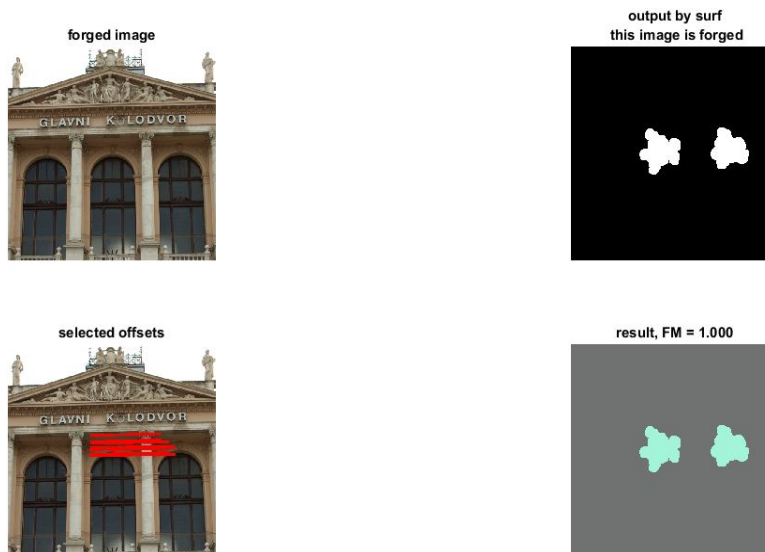 forged image
output by surf
this image is forged
GLAVNI KOLODVOR
selected offsets
result, FM = 1.000
GLAVNI KOLODVOR